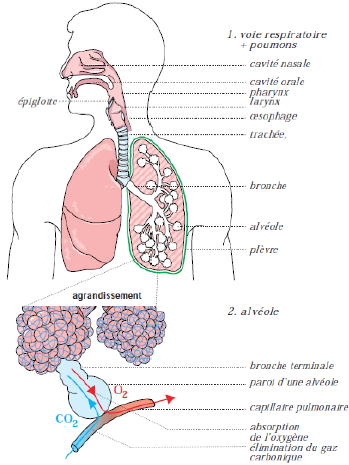 1. voie respiratoire
+ poumons
cavité nasale
cavité orale
pharynx
épiglotte
larynx
œsophage
trachée,
bronche
alvéole
plèvre
agrandissement
2. alvéole
bronche terminale
paroi d'une alvéole
O2
capillaire pulmonaire
CO2
absorption
de l'oxygène
élimination du gaz
carbonique